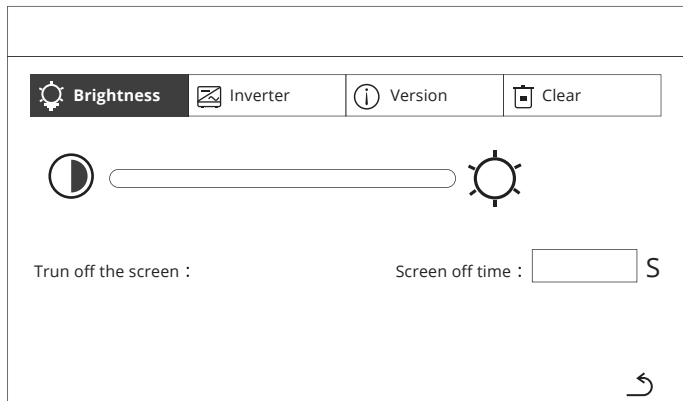 Brightness Inverter Version Clear
Trun off the screen : Screen off time : S